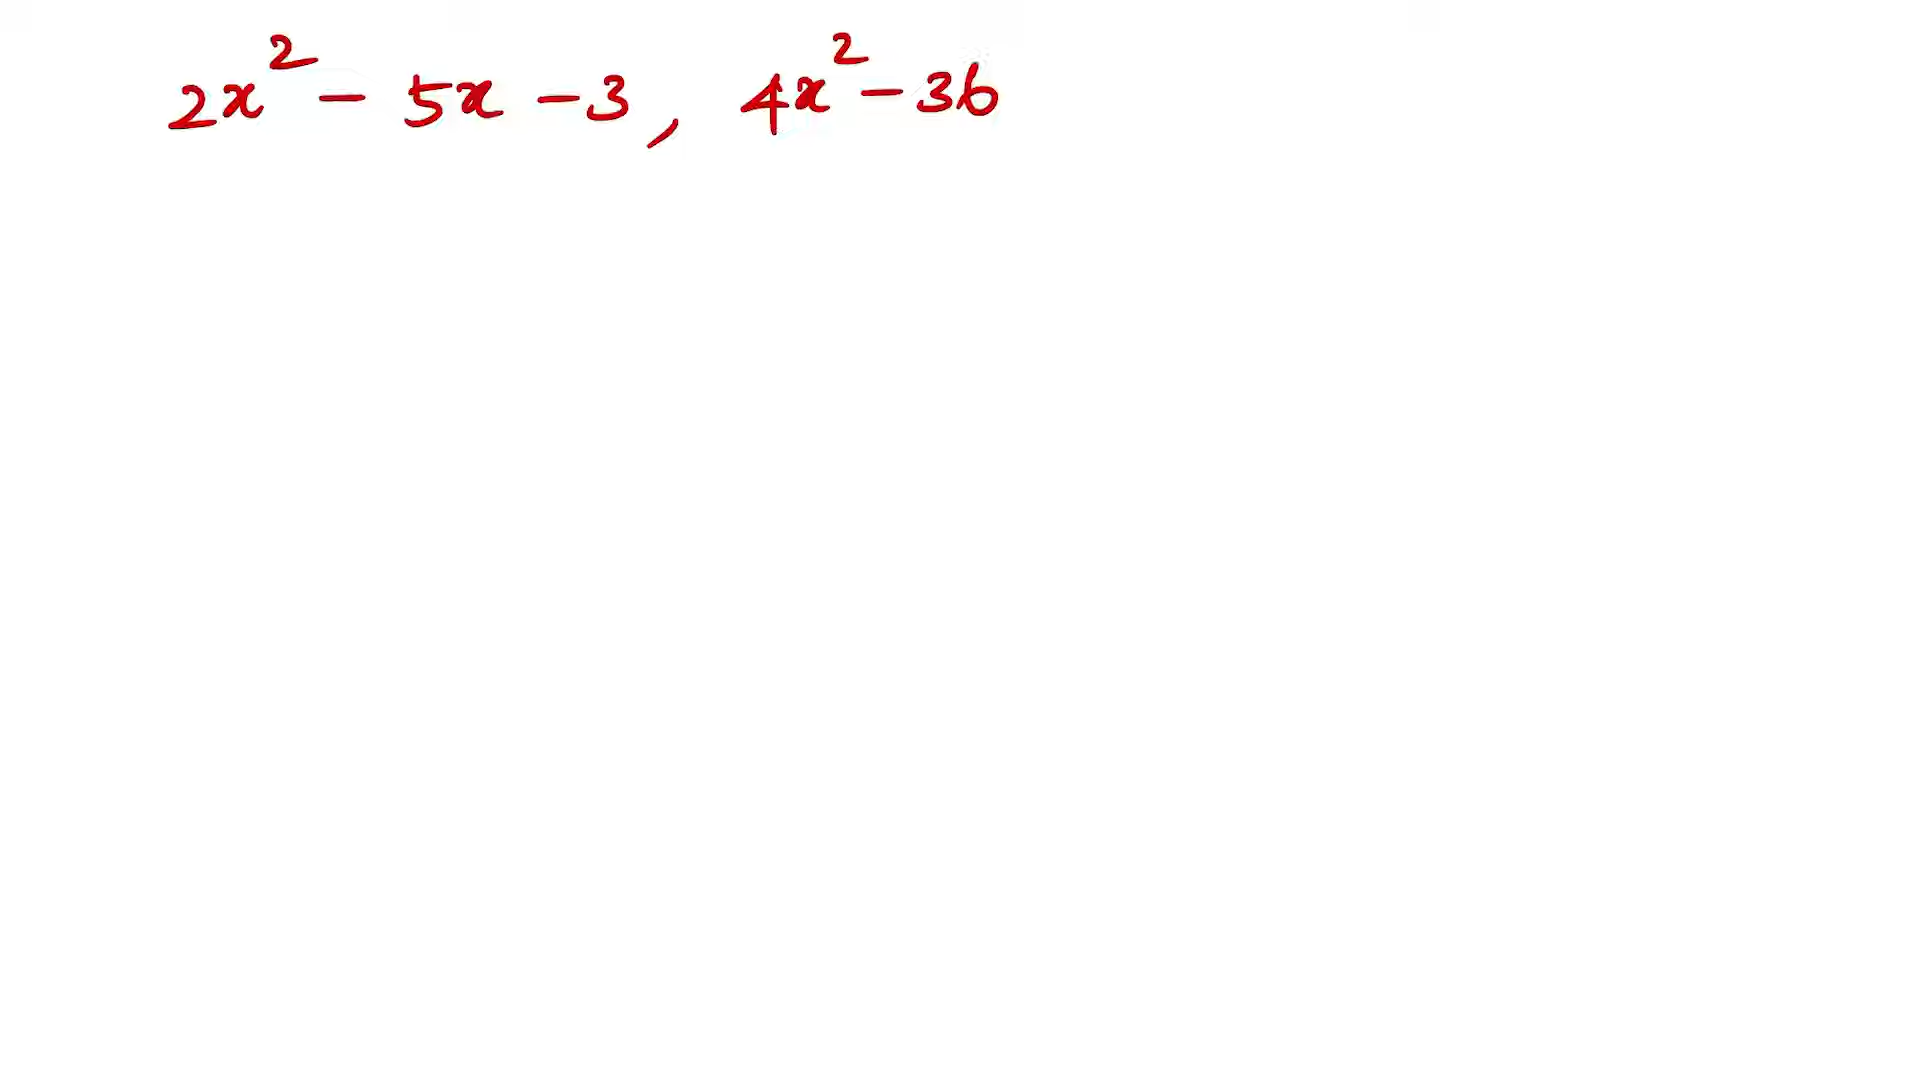 2x² - 5x - 3, 4x² - 36